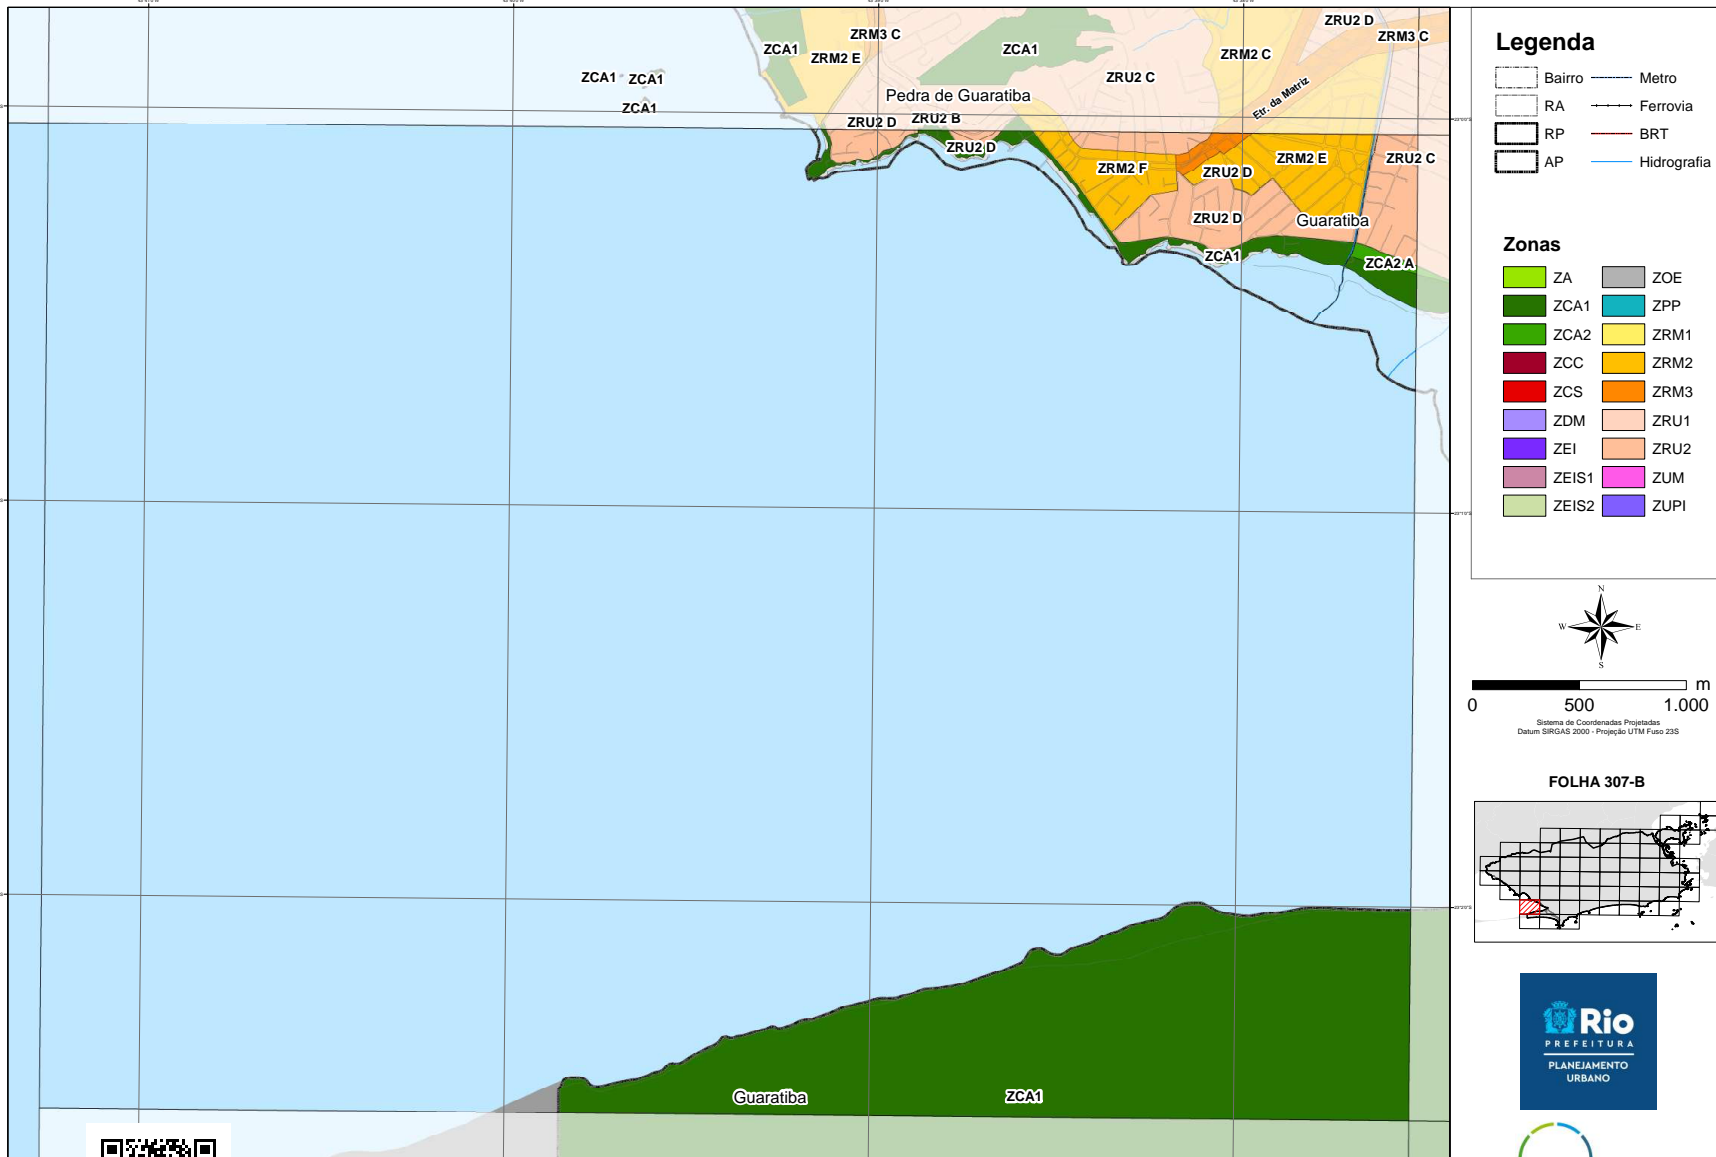 ZCA1
ZRM2 E
ZRM3 C
ZCA1
ZRU2 C
ZRM2 C
ZRU2 D
ZRM3 C
ZCA1
ZCA1
ZCA1
Pedra de Guaratiba
Etr. da Matriz
ZRU2 D
ZRU2 B
ZRU2 D
ZRM2 F
ZRU2 D
ZRM2 E
ZRU2 C
ZRU2 D
Guaratiba
ZCA1
ZCA2 A
Guaratiba
ZCA1
Legenda
Bairro
Metro
RA
Ferrovia
RP
BRT
AP
Hidrografia
Zonas
ZA
ZOE
ZCA1
ZPP
ZCA2
ZRM1
ZCC
ZRM2
ZCS
ZRM3
ZDM
ZRU1
ZEI
ZRU2
ZEIS1
ZUM
ZEIS2
ZUPI
N
W
E
S
m
0 500 1.000
Sistema de Coordenadas Projetadas
Datum SIRGAS 2000 - Projeção UTM Fuso 23S
FOLHA 307-B
Rio
PREFEITURA
PLANEJAMENTO
URBANO